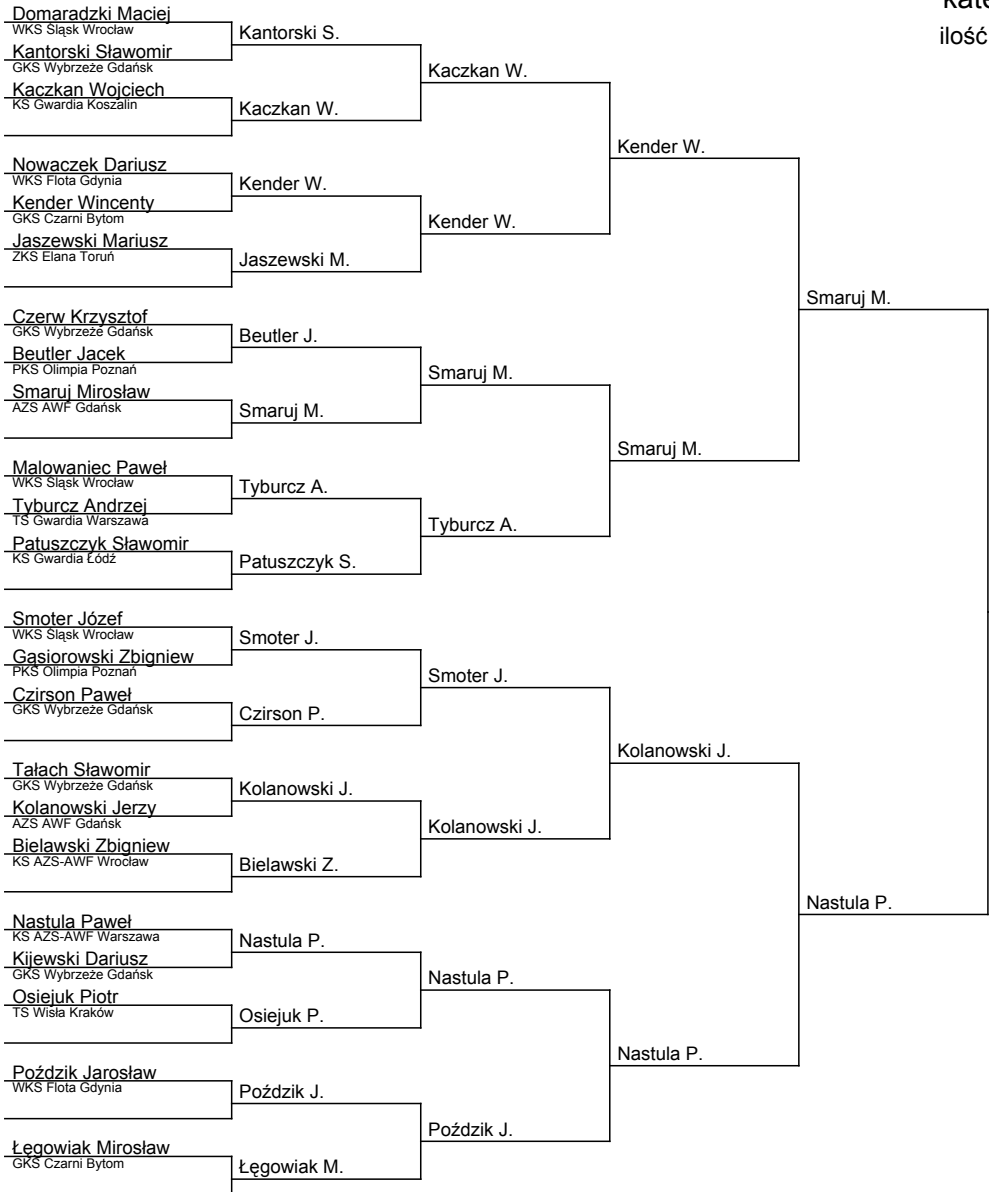 kate
ilość
Domaradzki Maciej
WKS Śląsk Wrocław
Kantorski Sławomir
GKS Wybrzeże Gdańsk
Kaczkan Wojciech
KS Gwardia Koszalin
Nowaczek Dariusz
WKS Flota Gdynia
Kender Wincenty
GKS Czarni Bytom
Jaszewski Mariusz
ZKS Elana Toruń
Czerw Krzysztof
GKS Wybrzeże Gdańsk
Beutler Jacek
PKS Olimpia Poznań
Smaruj Mirosław
AZS AWF Gdańsk
Malowaniec Paweł
WKS Śląsk Wrocław
Tyburcz Andrzej
TS Gwardia Warszawa
Patuszczyk Sławomir
KS Gwardia Łódź
Smoter Józef
WKS Śląsk Wrocław
Gąsiorowski Zbigniew
PKS Olimpia Poznań
Czirson Paweł
GKS Wybrzeże Gdańsk
Tałach Sławomir
GKS Wybrzeże Gdańsk
Kolanowski Jerzy
AZS AWF Gdańsk
Bielawski Zbigniew
KS AZS-AWF Wrocław
Nastula Paweł
KS AZS-AWF Warszawa
Kijewski Dariusz
GKS Wybrzeże Gdańsk
Osiejuk Piotr
TS Wisła Kraków
Poździk Jarosław
WKS Flota Gdynia
Łęgowiak Mirosław
GKS Czarni Bytom
Kantorski S.
Kaczkan W.
Kender W.
Jaszewski M.
Beutler J.
Smaruj M.
Tyburcz A.
Patuszczyk S.
Smoter J.
Czirson P.
Kolanowski J.
Bielawski Z.
Nastula P.
Osiejuk P.
Poździk J.
Łęgowiak M.
Kaczkan W.
Kender W.
Smaruj M.
Tyburcz A.
Smoter J.
Kolanowski J.
Nastula P.
Poździk J.
Kender W.
Smaruj M.
Kolanowski J.
Nastula P.
Smaruj M.
Nastula P.